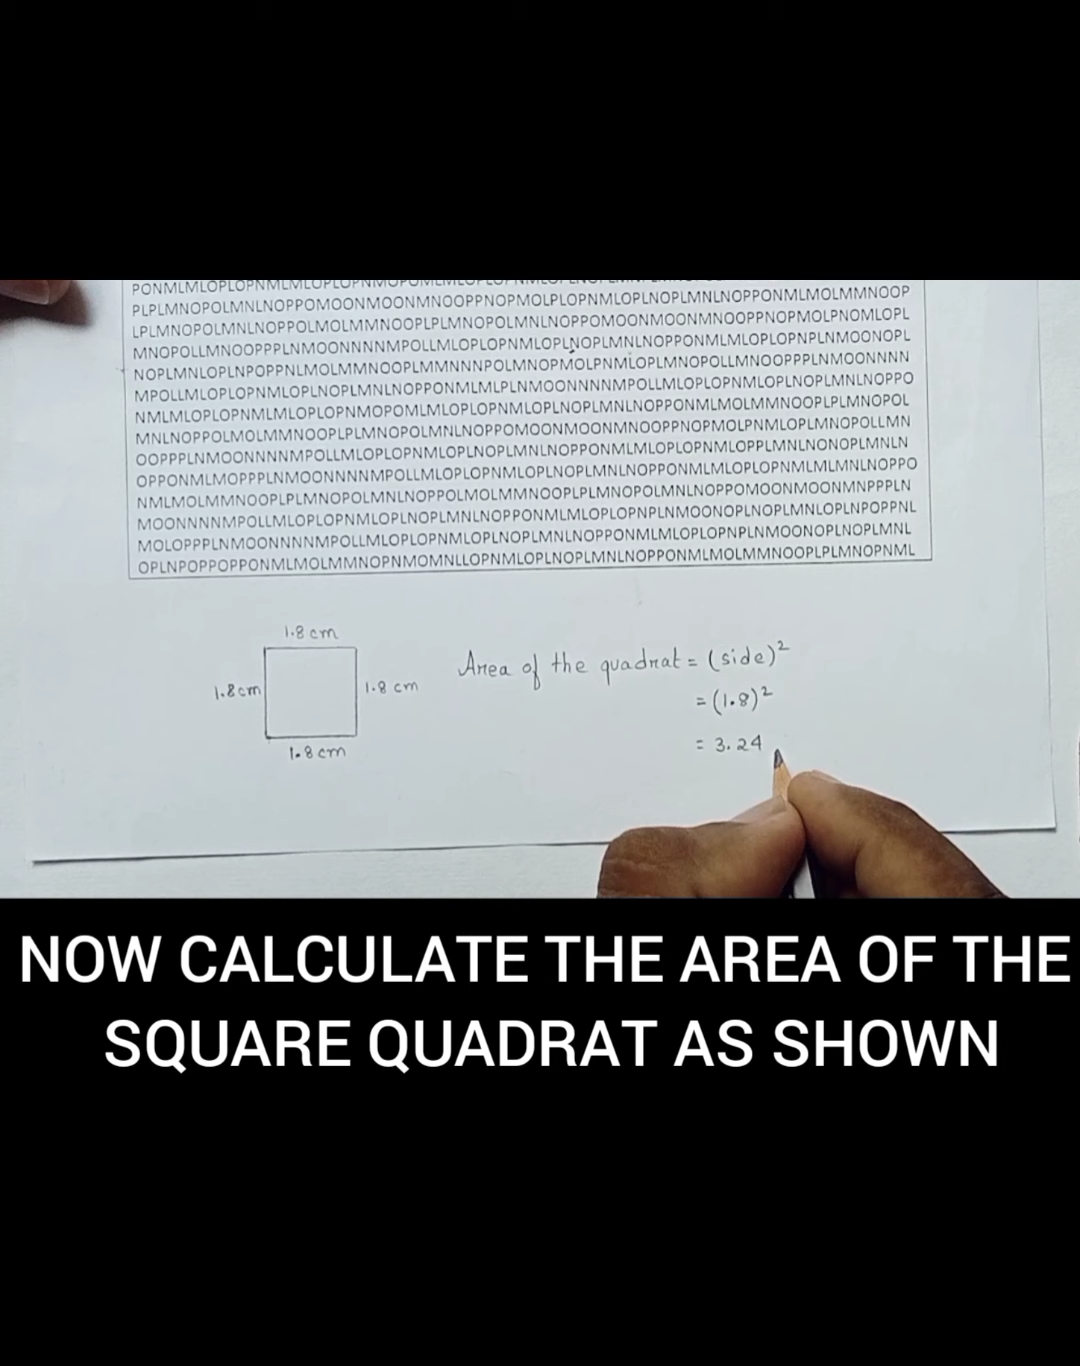 PLPLMNOPOLMNLNOPPOMOONMOONMNOOPPNOPMOLPLOPNMLOPLNOPLMNLNOPPONMLMOLMMNOOP
LPLMNOPOLMNLNOPPOLMOLMMNOOPLPLMNOPOLMNLNOPPOMOONMOONMNOOPPNOPMOLPNOMLOPL
MNOPOLLMNOOPPPLNMOONNNNMPOLLMLOPLOPNMLOPLNOPLMNLNOPPONMLMLOPLOPNPLNMOONOPL
NOPLMNLOPLNPOPPNLMOLMMNOOPLMMNNNPOLMNOPMOLPNMLOPLMNOPOLLMNOOPPPLNMOONNNN
MPOLLMLOPLOPNMLOPLNOPLMNLNOPPONMLMLPLNMOONNNNMPOLLMLOPLOPNMLOPLNOPLMNLNOPPO
NMLMLOPLOPNMLMLOPLOPNMOPOMLMLOPLOPNMLOPLNOPLMNLNOPPONMLMOLMMNOOPLPLMNOPOL
MNLNOPPOLMOLMMNOOPLPLMNOPOLMNLNOPPOMOONMOONMNOOPPNOPMOLPNMLOPLMNOPOLLMN
OOPPPLNMOONNNNMPOLLMLOPLOPNMLOPLNOPLMNLNOPPONMLMLOPLOPNMLOPPLMNLNONOPLMNLN
OPPONMLMOPPPLNMOONNNNMPOLLMLOPLOPNMLOPLNOPLMNLNOPPONMLMLOPLOPNMLMLMNLNOPPO
NMLMOLMMNOOPLPLMNOPOLMNLNOPPOLMOLMMNOOPLPLMNOPOLMNLNOPPOMOONMOONMNPPPLN
MOONNNNMPOLLMLOPLOPNMLOPLNOPLMNLNOPPONMLMLOPLOPNPLNMOONOPLNOPLMNLOPLNPOPPNL
MOLOPPPLNMOONNNNMPOLLMLOPLOPNMLOPLNOPLMNLNOPPONMLMLOPLOPNPLNMOONOPLNOPLMNL
OPLNPOPPOPPONMLMOLMMNOPNMOMNLLOPNMLOPLNOPLMNLNOPPONMLMOLMMNOOPLPLMNOPNML
1.8 cm
1.8 cm
1.8 cm
1.8 cm
Area of the quadrat = (side)²
= (1.8)²
= 3.24
NOW CALCULATE THE AREA OF THE
SQUARE QUADRAT AS SHOWN